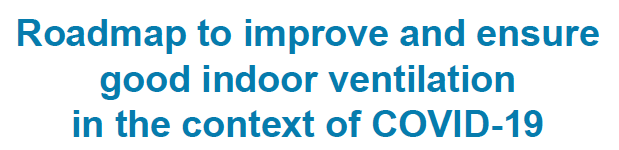 Roadmap to improve and ensure
good indoor ventilation
in the context of COVID-19